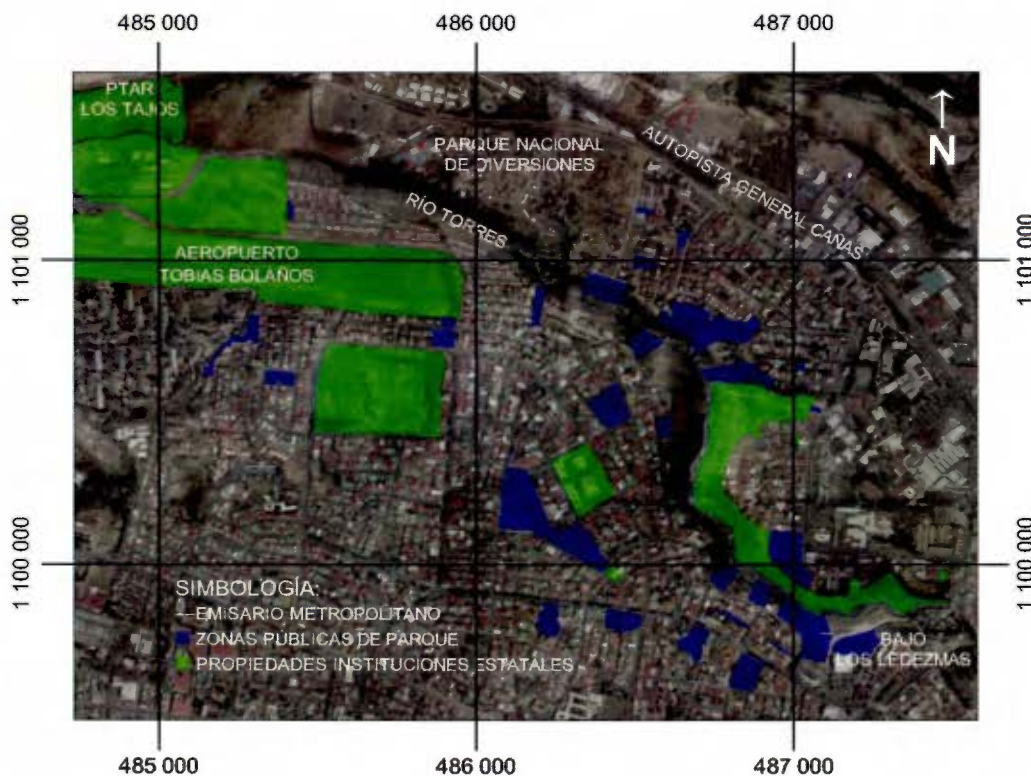 485 000
486 000
487 000
PTAR
LOS TAJOS
PARQUE NACIONAL
DE DIVERSIONES
AUTOPISTA GENERAL CAÑAS
N
RÍO TORRES
1 101 000
1 101 000
AEROPUERTO
TOBIAS BOLAÑOS
1 100 000
1 100 000
SIMBOLOGÍA:
EMISARIO METROPOLITANO
ZONAS PÚBLICAS DE PARQUE
PROPIEDADES INSTITUCIONES ESTATALES
BAJO
LOS LEDEZMAS
485 000
486 000
487 000